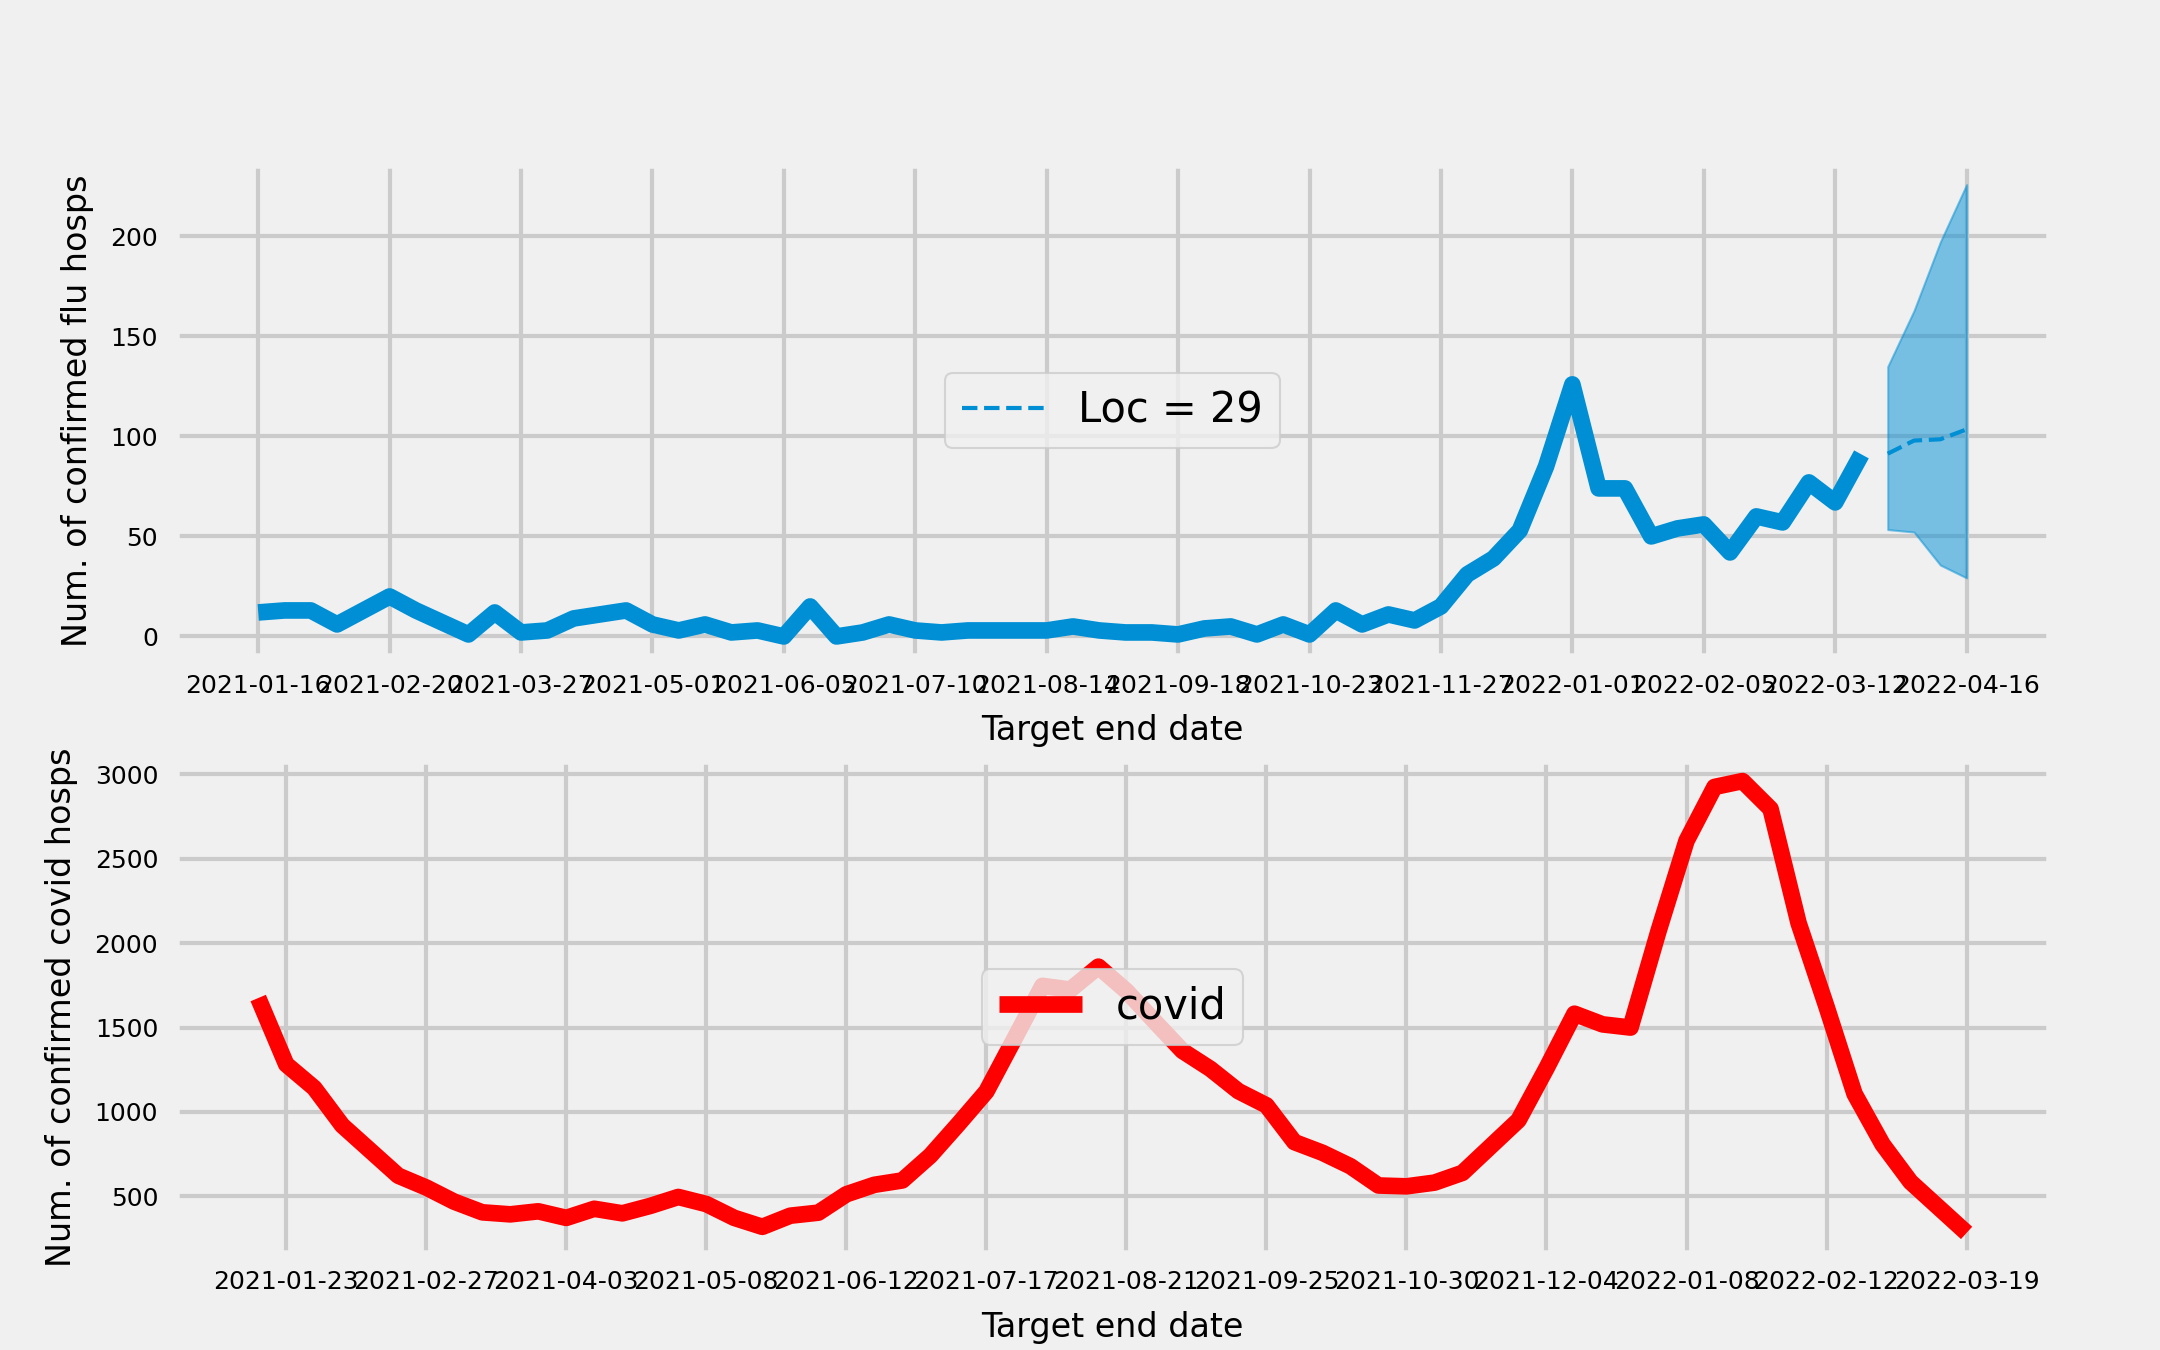 Num. of confirmed flu hosps
200
150
100
50
0
Loc = 29
2021-01-16 2021-02-20 2021-03-27 2021-05-01 2021-06-05 2021-07-10 2021-08-14 2021-09-18 2021-10-23 2021-11-27 2022-01-01 2022-02-05 2022-03-12 2022-04-16
Target end date
Num. of confirmed covid hosps
3000
2500
2000
1500
1000
500
covid
2021-01-23 2021-02-27 2021-04-03 2021-05-08 2021-06-12 2021-07-17 2021-08-21 2021-09-25 2021-10-30 2021-12-04 2022-01-08 2022-02-12 2022-03-19
Target end date